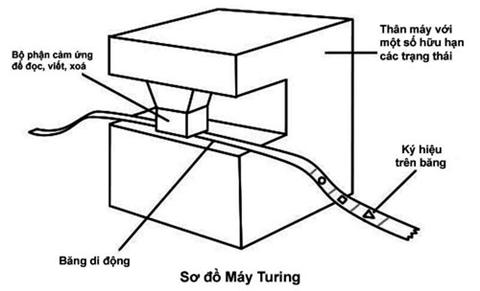 Bộ phận cảm ứng
để đọc, viết, xoá
Thân máy với
một số hữu hạn
các trạng thái
Ký hiệu
trên băng
Băng di động
Sơ đồ Máy Turing